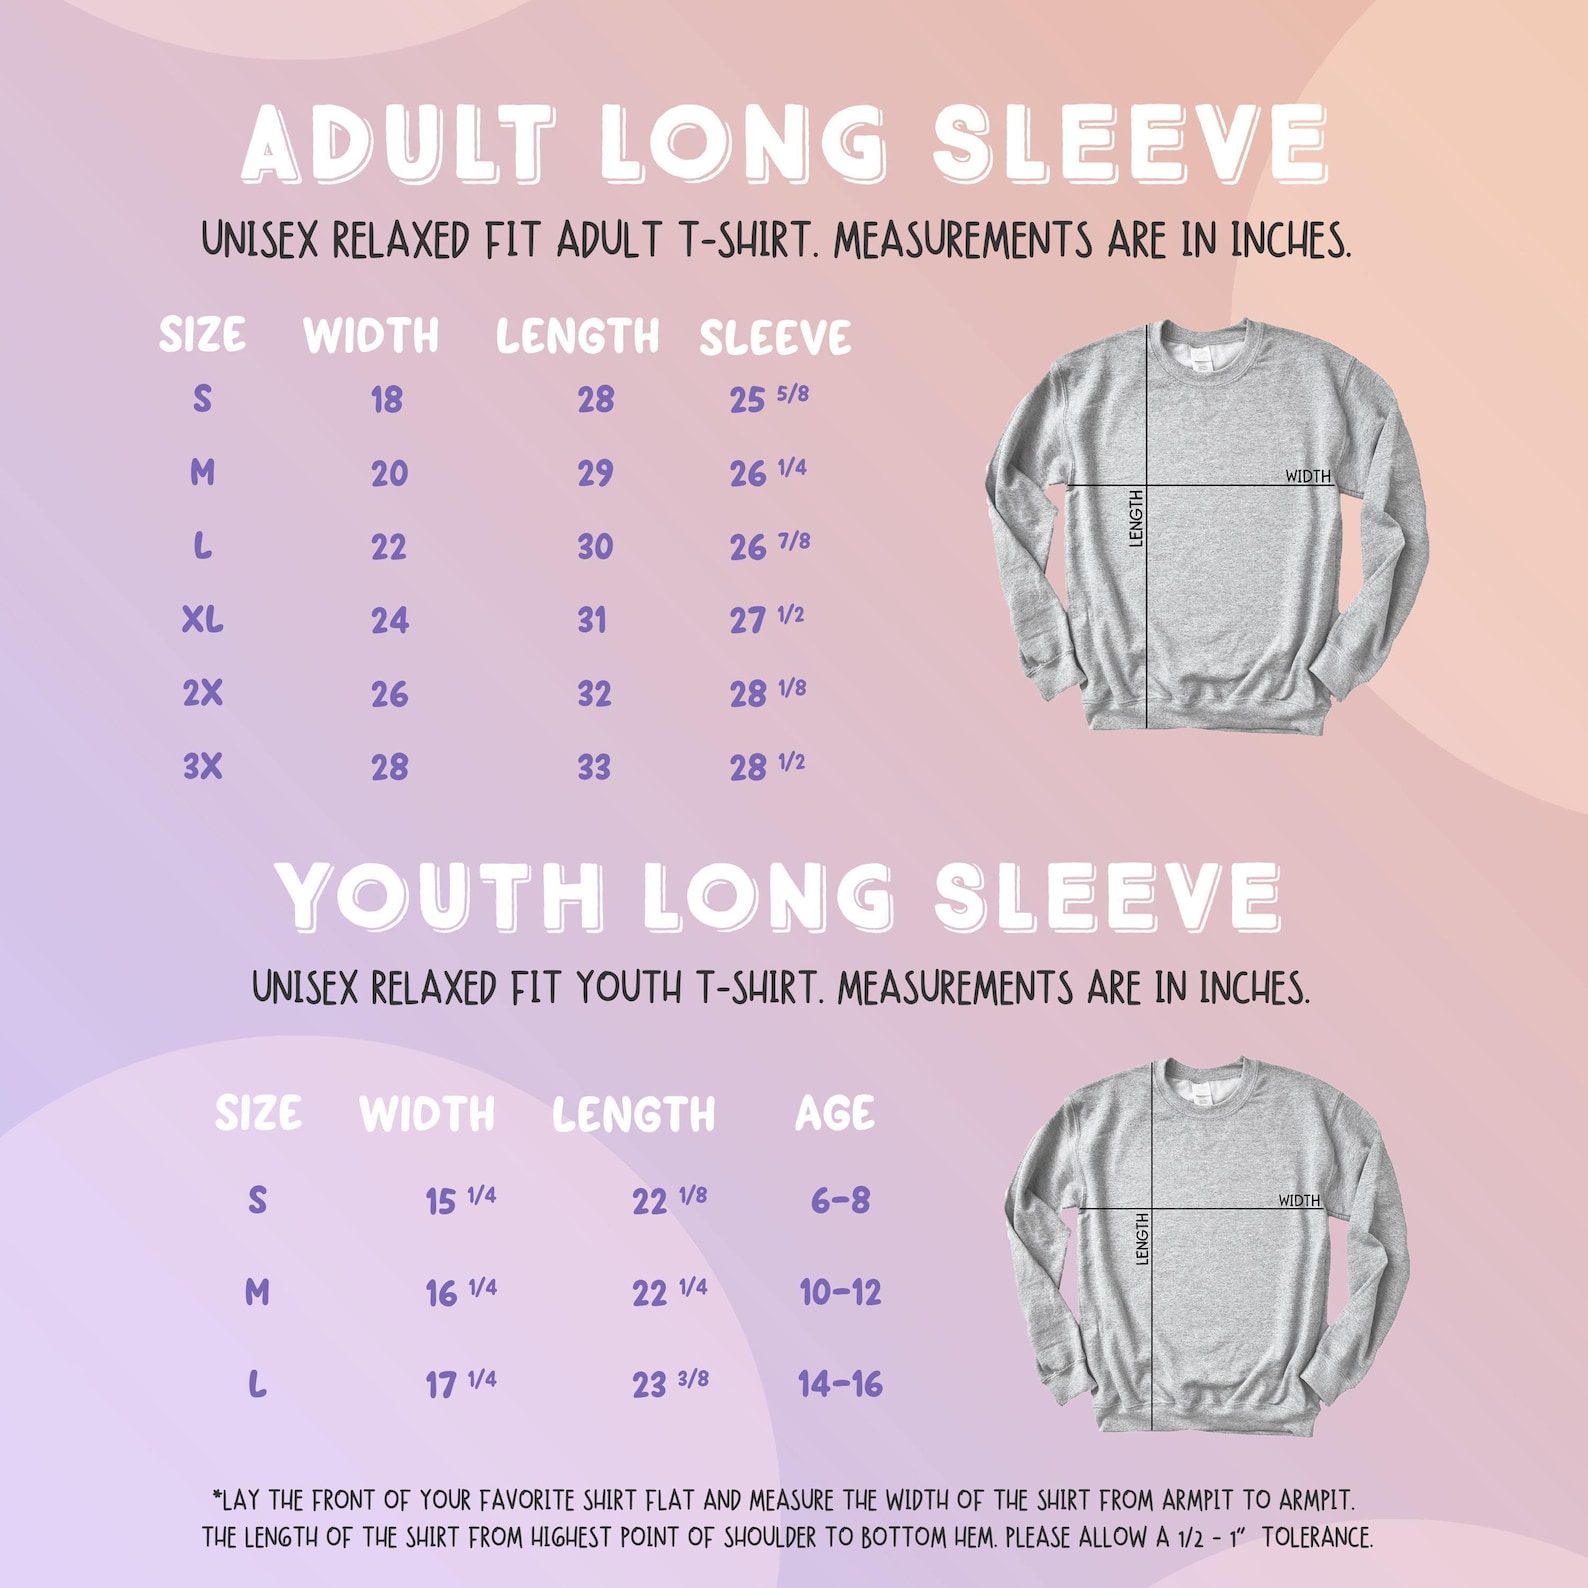 ADULT LONG SLEEVE
UNISEX RELAXED FIT ADULT T-SHIRT. MEASUREMENTS ARE IN INCHES.
SIZE WIDTH LENGTH SLEEVE
S 18 28 25 5/8
M 20 29 26 1/4
L 22 30 26 7/8
XL 24 31 27 1/2
2X 26 32 28 1/8
3X 28 33 28 1/2
WIDTH
LENGTH
YOUTH LONG SLEEVE
UNISEX RELAXED FIT YOUTH T-SHIRT. MEASUREMENTS ARE IN INCHES.
SIZE WIDTH LENGTH AGE
S 15 1/4 22 1/8 6-8
M 16 1/4 22 1/4 10-12
L 17 1/4 23 3/8 14-16
WIDTH
LENGTH
*LAY THE FRONT OF YOUR FAVORITE SHIRT FLAT AND MEASURE THE WIDTH OF THE SHIRT FROM ARMPIT TO ARMPIT.
THE LENGTH OF THE SHIRT FROM HIGHEST POINT OF SHOULDER TO BOTTOM HEM. PLEASE ALLOW A 1/2 - 1" TOLERANCE.